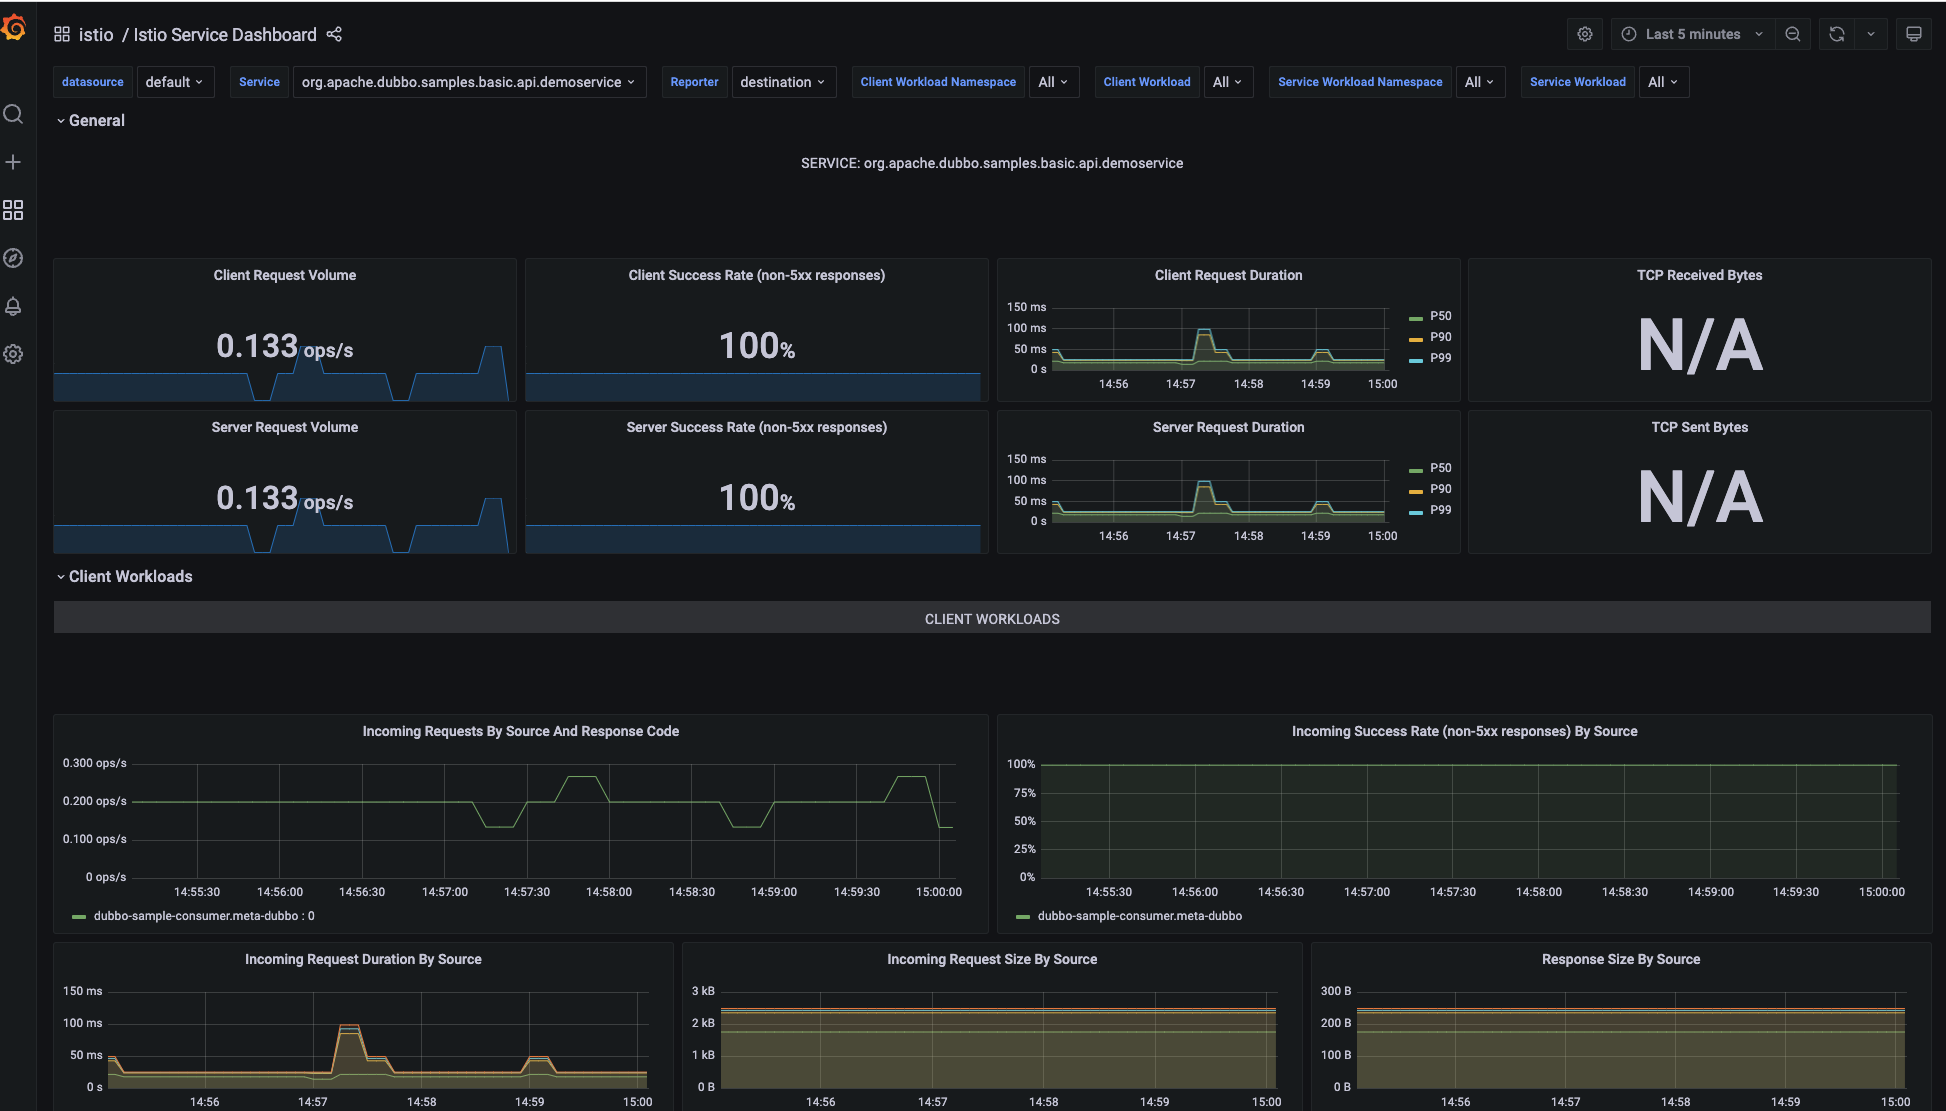 istio / Istio Service Dashboard
Last 5 minutes
datasource default Service org.apache.dubbo.samples.basic.api.demoservice Reporter destination Client Workload Namespace All Client Workload All Service Workload Namespace All Service Workload All
General
SERVICE: org.apache.dubbo.samples.basic.api.demoservice
Client Request Volume
0.133 ops/s
Client Success Rate (non-5xx responses)
100%
Client Request Duration
150 ms
100 ms
50 ms
0 s
14:56 14:57 14:58 14:59 15:00
P50
P90
P99
TCP Received Bytes
N/A
Server Request Volume
0.133 ops/s
Server Success Rate (non-5xx responses)
100%
Server Request Duration
150 ms
100 ms
50 ms
0 s
14:56 14:57 14:58 14:59 15:00
P50
P90
P99
TCP Sent Bytes
N/A
Client Workloads
CLIENT WORKLOADS
Incoming Requests By Source And Response Code
0.300 ops/s
0.200 ops/s
0.100 ops/s
0 ops/s
14:55:30 14:56:00 14:56:30 14:57:00 14:57:30 14:58:00 14:58:30 14:59:00 14:59:30 15:00:00
dubbo-sample-consumer.meta-dubbo : 0
Incoming Success Rate (non-5xx responses) By Source
100%
75%
50%
25%
0%
14:55:30 14:56:00 14:56:30 14:57:00 14:57:30 14:58:00 14:58:30 14:59:00 14:59:30 15:00:00
dubbo-sample-consumer.meta-dubbo
Incoming Request Duration By Source
150 ms
100 ms
50 ms
0 s
14:56 14:57 14:58 14:59 15:00
Incoming Request Size By Source
3 kB
2 kB
1 kB
0 B
14:56 14:57 14:58 14:59 15:00
Response Size By Source
300 B
200 B
100 B
0 B
14:56 14:57 14:58 14:59 15:00